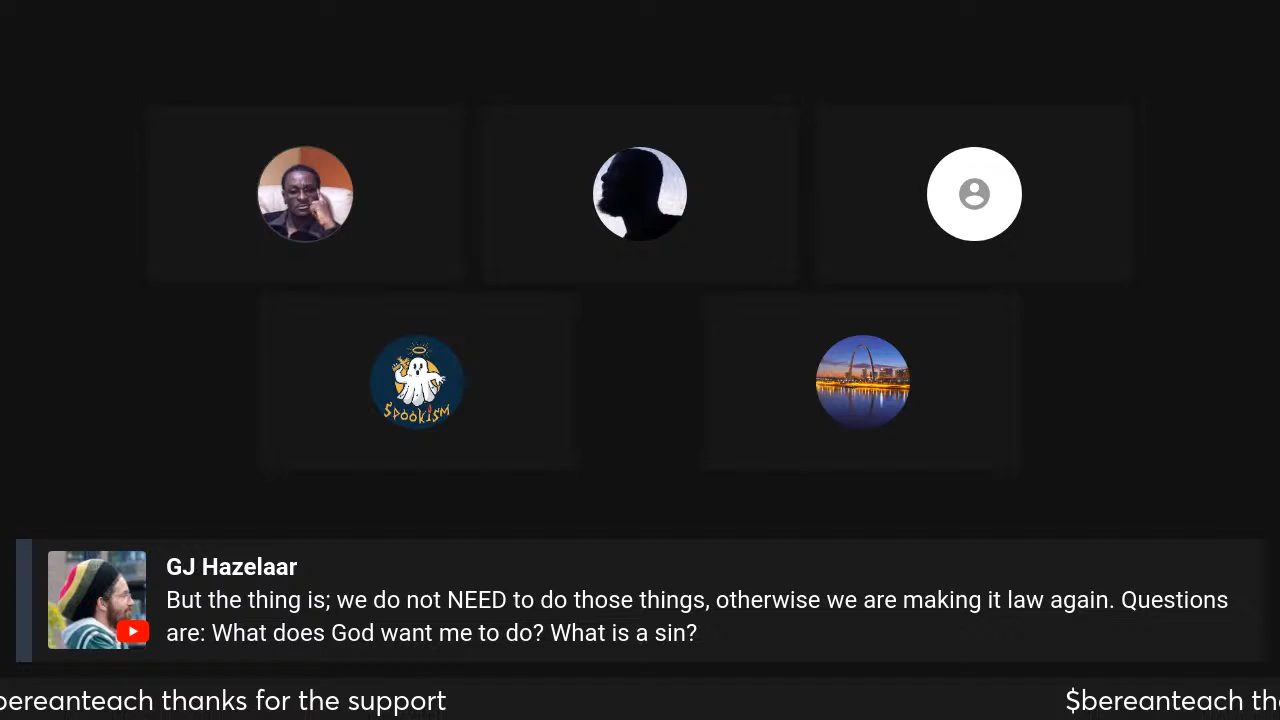 SPOOKiSM
GJ Hazelaar
But the thing is; we do not NEED to do those things, otherwise we are making it law again. Questions
are: What does God want me to do? What is a sin?
bereanteach thanks for the support
$bereanteach th